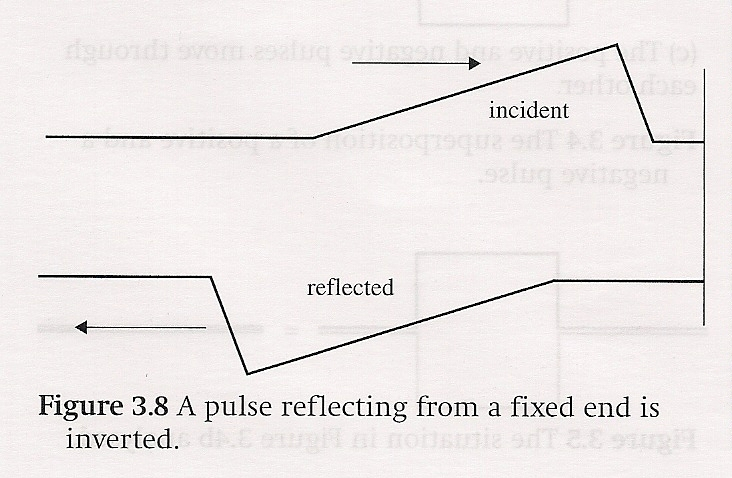 (c) The positive and negative pulses move through
each other.
incident
Figure 3.4 The superposition of a positive and a
negative pulse.
reflected
Figure 3.8 A pulse reflecting from a fixed end is
inverted.
Figure 3.5 The situation in Figure 3.4b